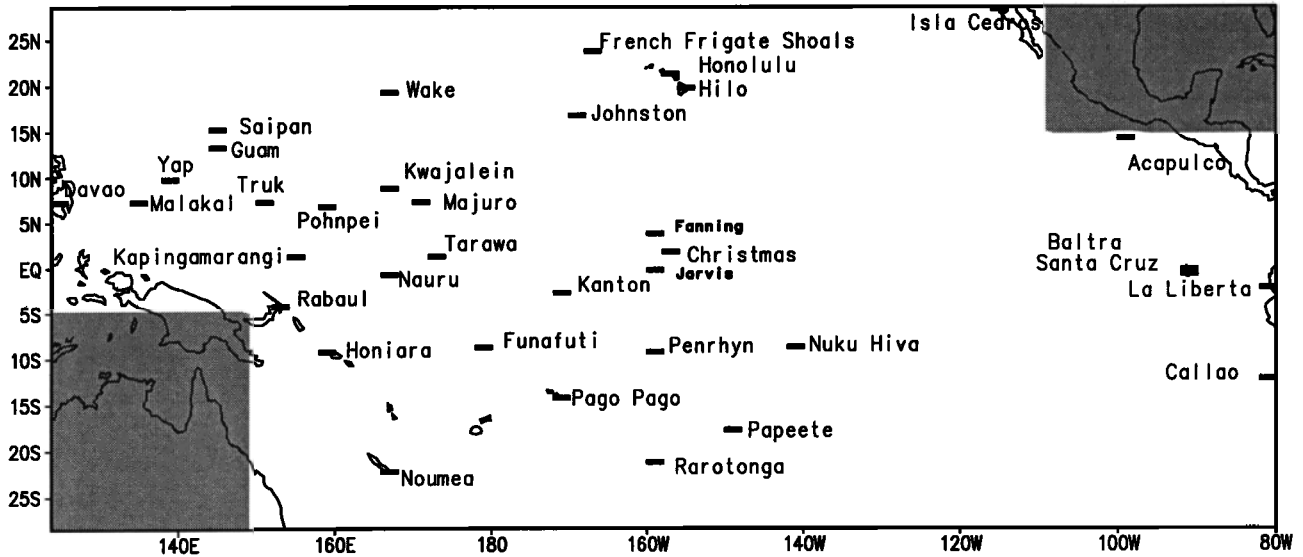 Isla Cedros
25N
French Frigate Shoals
Honolulu
20N
Wake
Hilo
Johnston
15N
Saipan
Guam
Acapulco
Yap
10N
Kwajalein
Davao
Malakal
Truk
Majuro
Pohnpei
5N
Fanning
Tarawa
Baltra
Kapingamarangi
Christmas
Santa Cruz
EQ
Nauru
Jarvis
Kanton
La Liberta
Rabaul
5S
Honiara
Funafuti
Penrhyn
Nuku Hiva
10S
Callao
Pago Pago
15S
Papeete
20S
Rarotonga
Noumea
25S
140E
160E
180
160W
140W
120W
100W
80W